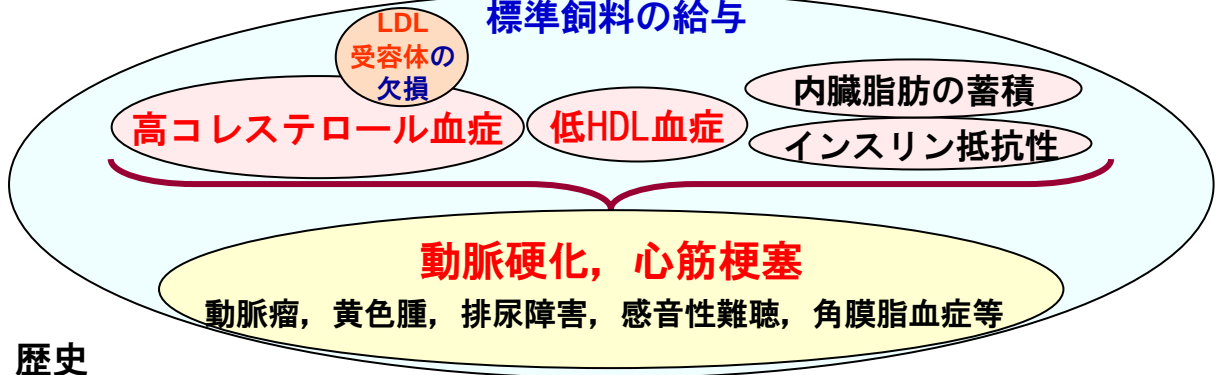 標準飼料の給与
LDL
受容体の
欠損
高コレステロール血症
低HDL血症
内臓脂肪の蓄積
インスリン抵抗性
動脈硬化，心筋梗塞
動脈瘤，黄色腫，排尿障害，感音性難聴，角膜脂血症等
歴史